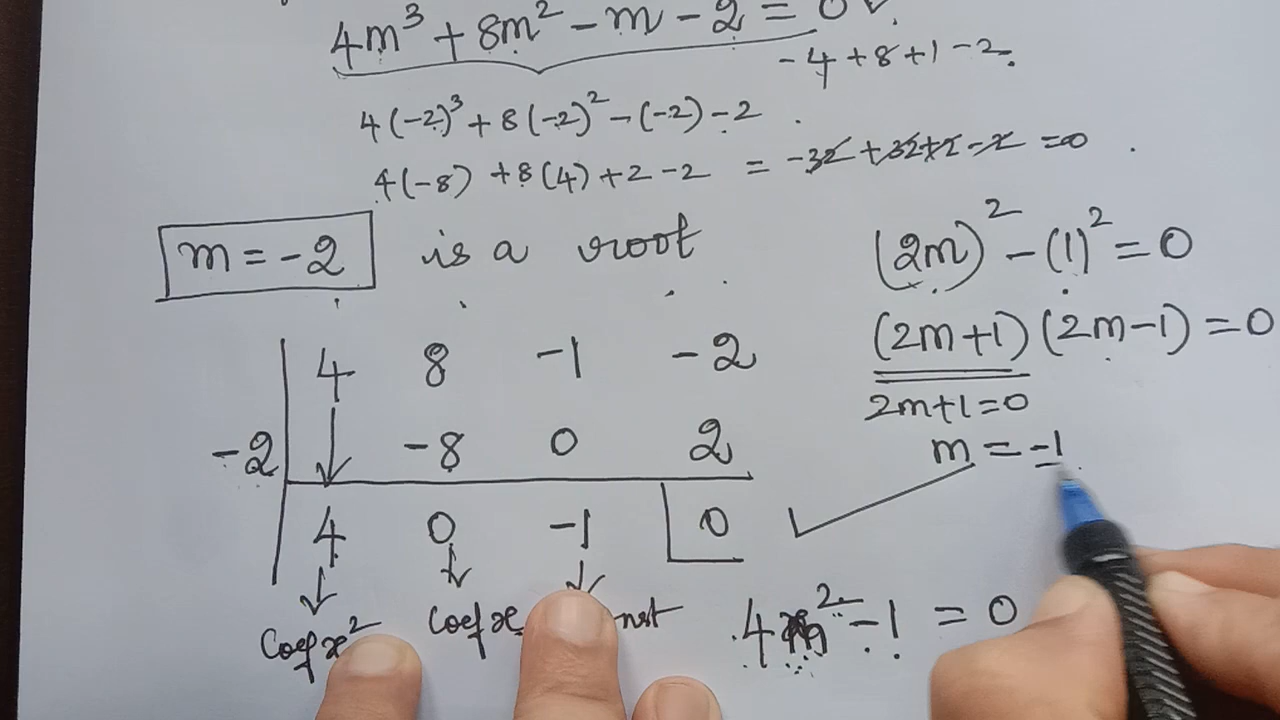 4m³ + 8m² - m - 2 = 0
- 4 + 8 + 1 - 2.
4(-2)³ + 8(-2)² - (-2) - 2
4(-8) + 8(4) + 2 - 2 = -32 + 32 + 2 - 2 = 0
m = -2 is a root
4 8 -1 -2
-2 -8 0 2
4 0 -1 0
Coef x² Coef x nst
(2m)² - (1)² = 0
(2m+1)(2m-1) = 0
2m+1=0
m = -1
4m² - 1 = 0